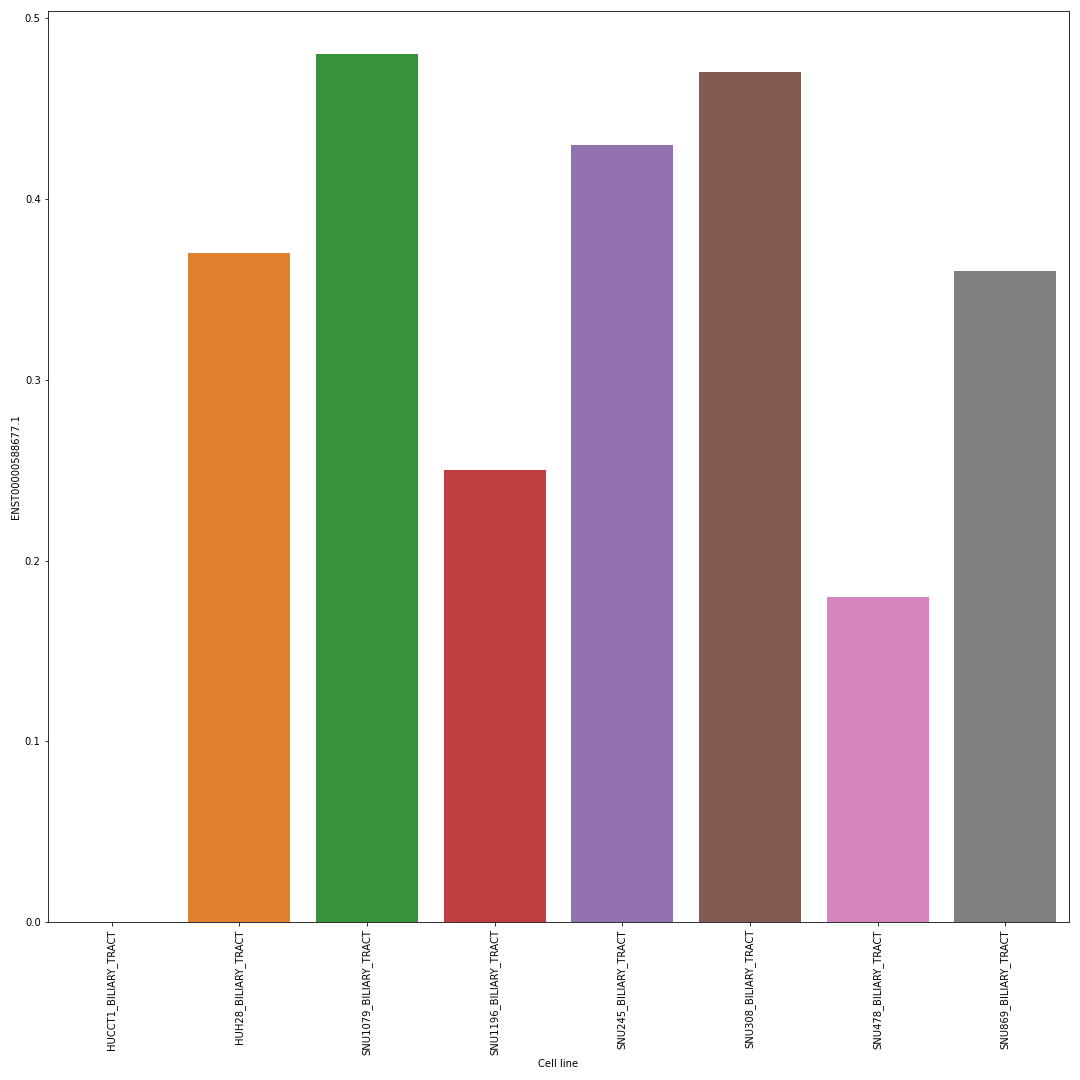 0.5
0.4
0.3
0.2
0.1
0.0
ENST00000588677.1
HUCCT1_BILIARY_TRACT
HUH28_BILIARY_TRACT
SNU1079_BILIARY_TRACT
SNU1196_BILIARY_TRACT
SNU245_BILIARY_TRACT
SNU308_BILIARY_TRACT
SNU478_BILIARY_TRACT
SNU869_BILIARY_TRACT
Cell line